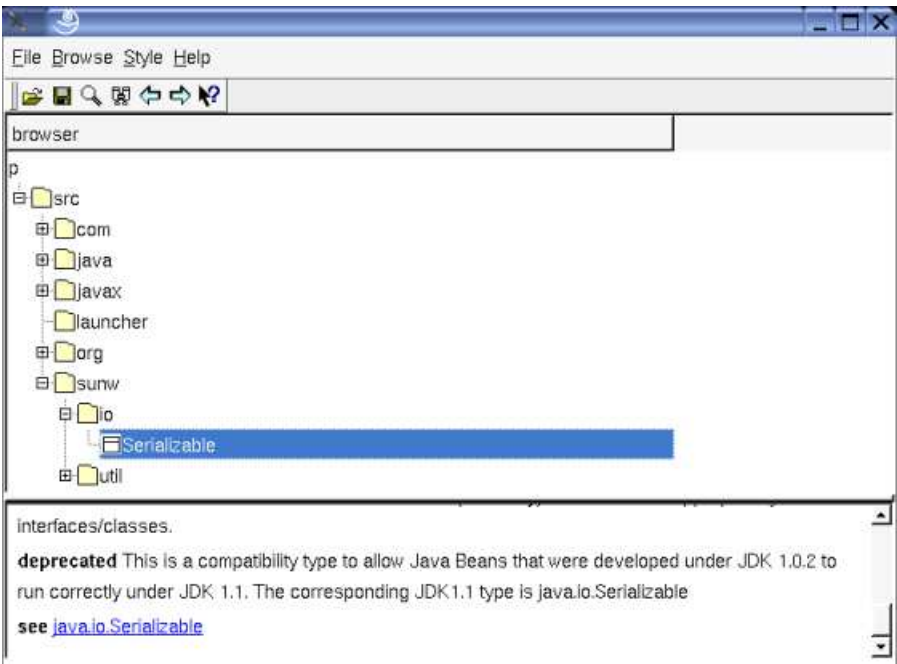 File Browse Style Help
browser
p
src
com
java
javax
launcher
org
sunw
io
Serializable
util
interfaces/classes.
deprecated This is a compatibility type to allow Java Beans that were developed under JDK 1.0.2 to
run correctly under JDK 1.1. The corresponding JDK1.1 type is java.io.Serializable
see java.io.Serializable